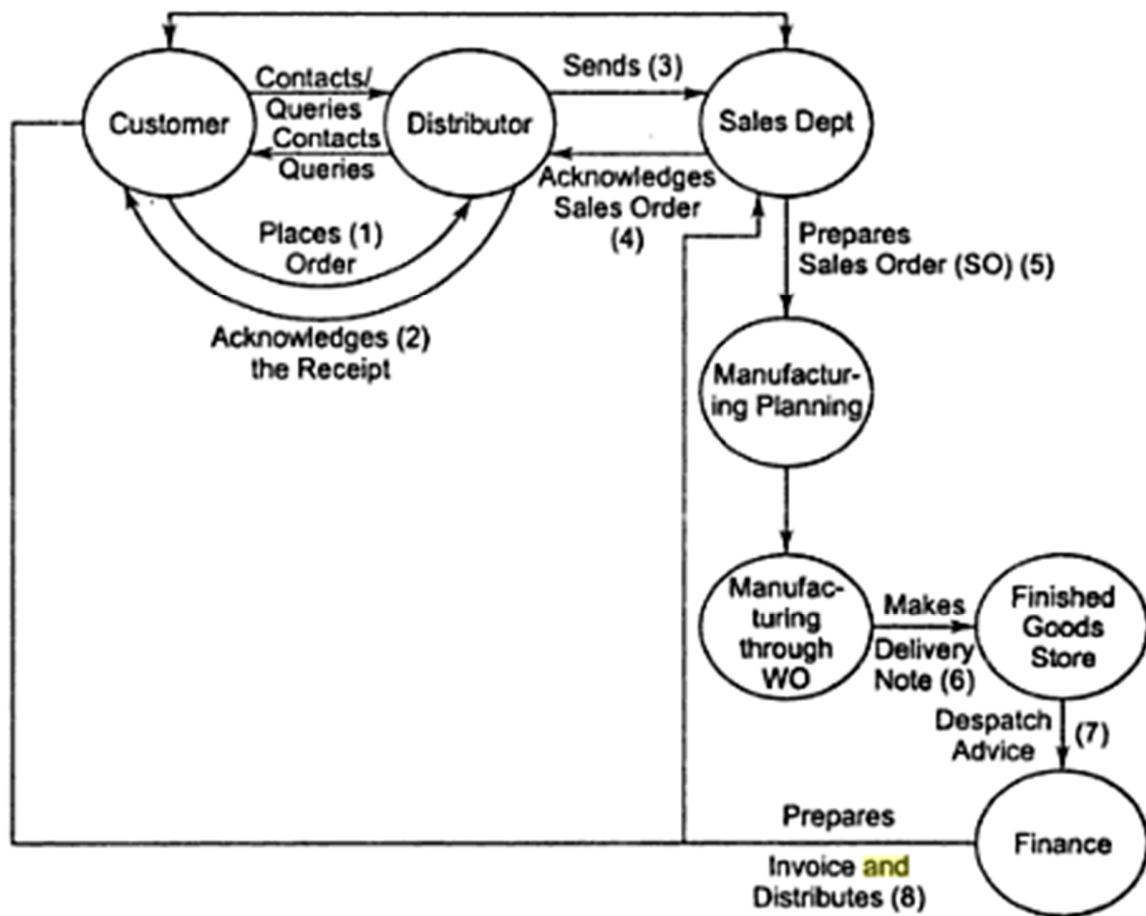 Customer
Contacts/
Queries
Contacts
Queries
Distributor
Sends (3)
Acknowledges
Sales Order
(4)
Sales Dept
Places (1)
Order
Acknowledges (2)
the Receipt
Prepares
Sales Order (SO) (5)
Manufactur-
ing Planning
Manufac-
turing
through
WO
Makes
Delivery
Note (6)
Finished
Goods
Store
Despatch
Advice
(7)
Prepares
Invoice and
Distributes (8)
Finance